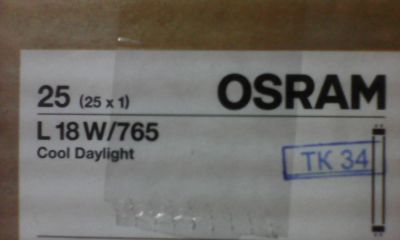 25 (25 x 1) OSRAM
L 18 W/765
Cool Daylight
TK 34